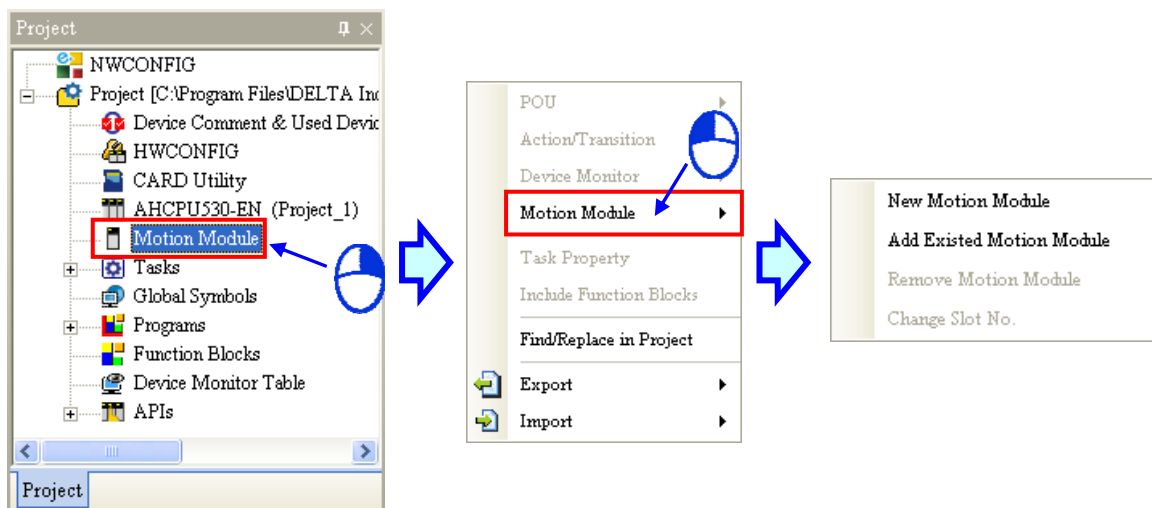 Project
NWCONFIG
Project [C:\Program Files\DELTA Inc
Device Comment & Used Devic
HWCONFIG
CARD Utility
AHCPU530-EN (Project_1)
Motion Module
Tasks
Global Symbols
Programs
Function Blocks
Device Monitor Table
APIs
Project
POU
Action/Transition
Device Monitor
Motion Module
Task Property
Include Function Blocks
Find/Replace in Project
Export
Import
New Motion Module
Add Existed Motion Module
Remove Motion Module
Change Slot No.